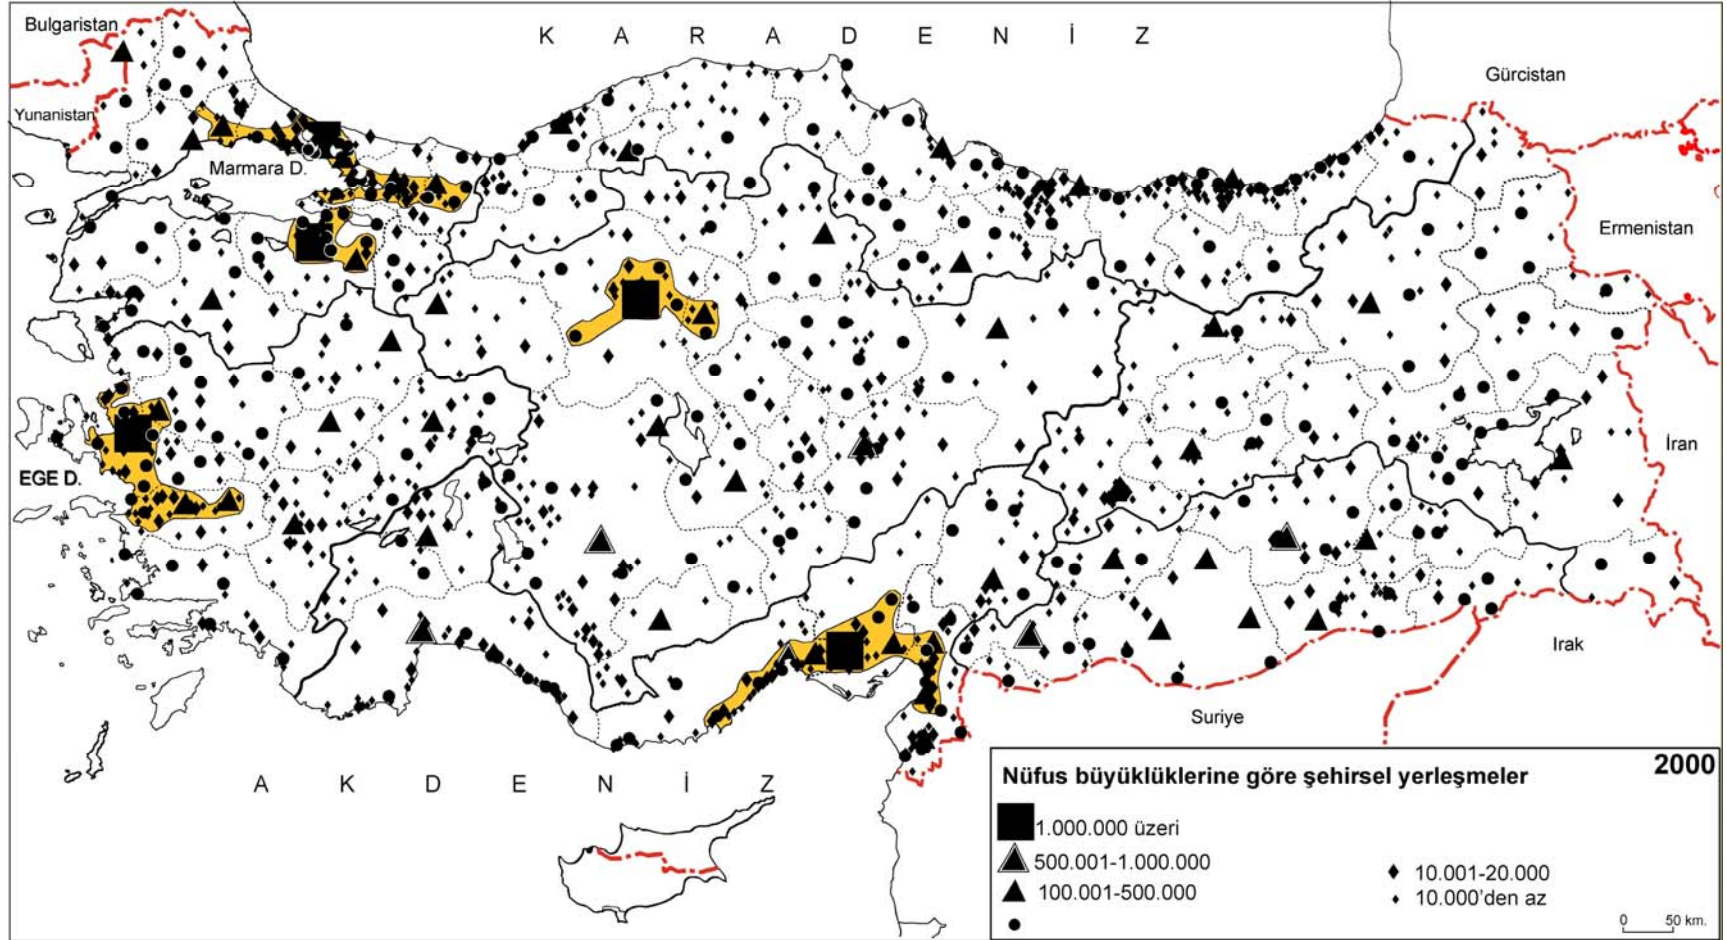 Bulgaristan
K A R A D E N İ Z
Gürcistan
Yunanistan
Marmara D.
Ermenistan
EGE D.
İran
Irak
Suriye
A K D E N İ Z
2000
Nüfus büyüklüklerine göre şehirsel yerleşmeler
1.000.000 üzeri
500.001-1.000.000
100.001-500.000
10.001-20.000
10.000'den az
0 50 km.